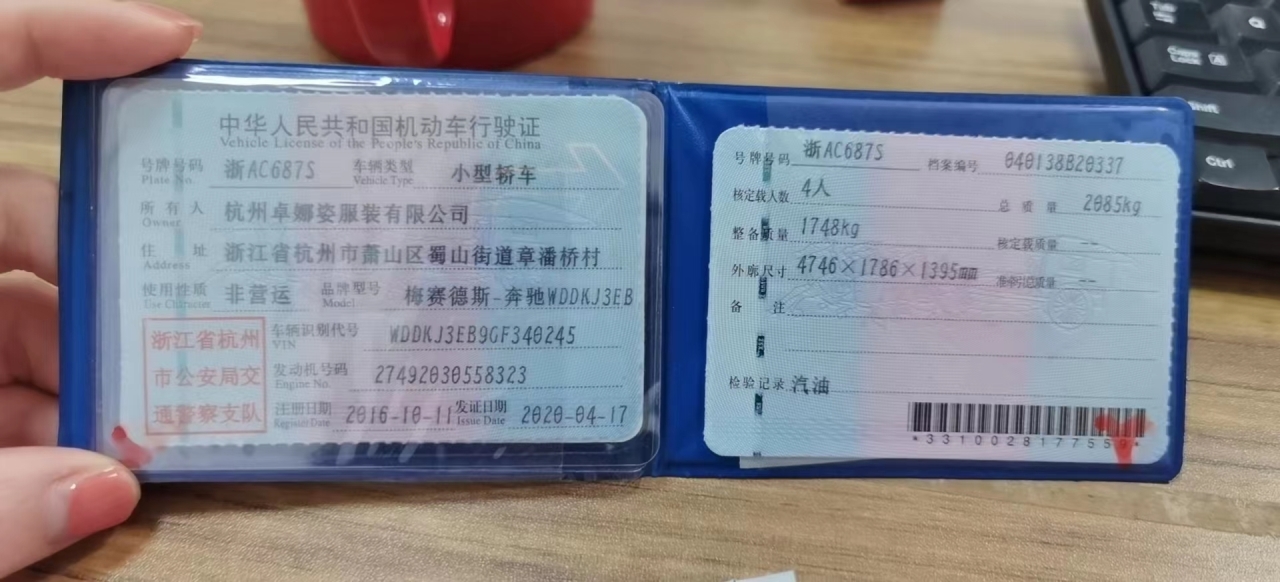 中华人民共和国机动车行驶证
Vehicle License of the People's Republic of China
号牌号码 浙AC687S 车辆类型 小型轿车
Plate No. Vehicle Type
所有人 杭州卓娜姿服装有限公司
Owner
住址 浙江省杭州市萧山区蜀山街道章潘桥村
Address
使用性质 非营运 品牌型号 梅赛德斯-奔驰WDDKJ3EB
Use Character Model
浙江省杭州
市公安局交
通警察支队
车辆识别代号 WDDKJ3EB9GF340245
VIN
发动机号码 27492030558323
Engine No.
注册日期 2016-10-11 发证日期 2020-04-17
Register Date Issue Date
号牌号码 浙AC687S 档案编号 040138B20337
核定载人数 4人 总质量 2085kg
整备质量 1748kg 核定载质量 --
外廓尺寸 4746×1786×1395mm 准牵引总质量 --
备注
检验记录 汽油
Tab
Q
Caps Lock
Shift
Ctrl